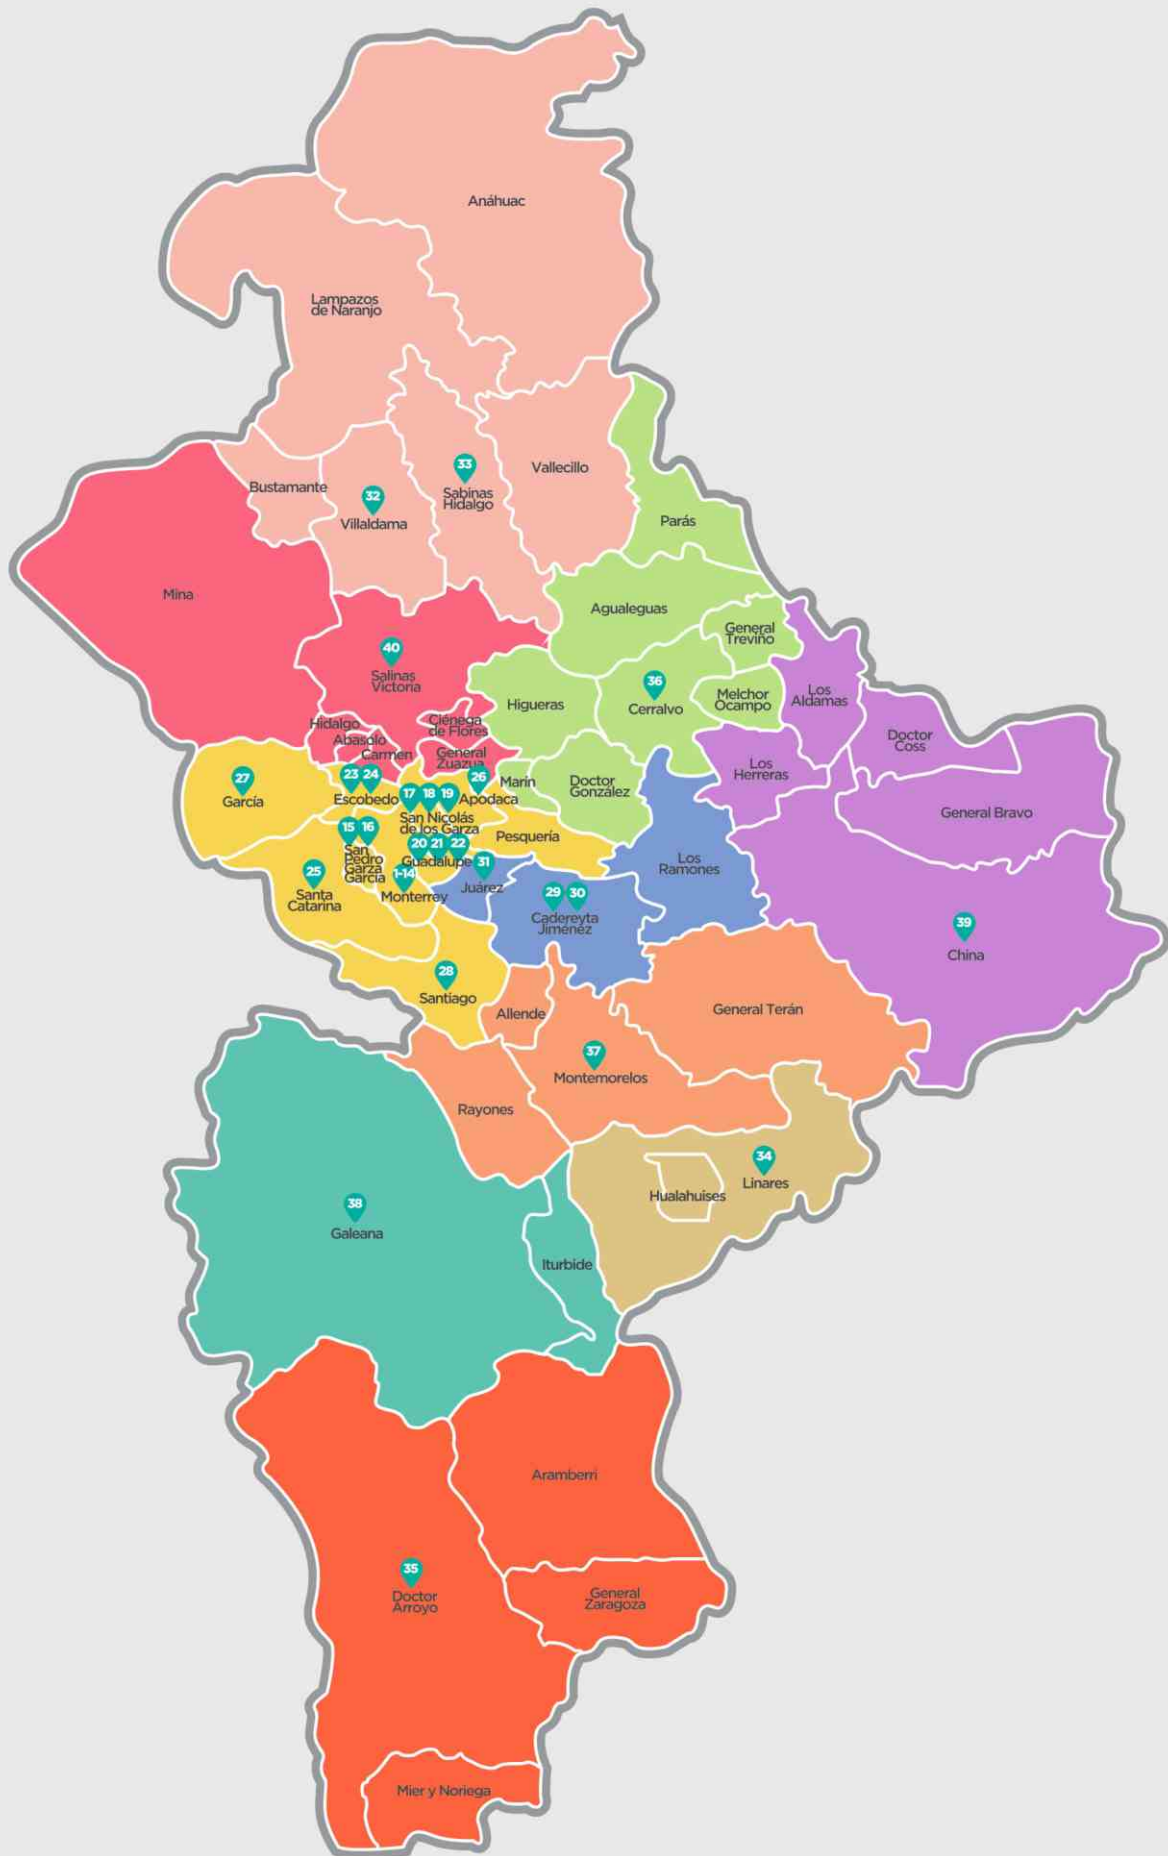 Anáhuac
Lampazos
de Naranjo
33
Sabinas
Hidalgo
Vallecillo
Bustamante
32
Villaldama
Parás
Mina
Agualeguas
General
Treviño
40
Salinas
Victoria
36
Cerralvo
Melchor
Ocampo
Los
Aldamas
Higueras
Hidalgo
Abasolo
Carmen
Ciénega
de Flores
General
Zuazua
Doctor
Coss
Los
Herreras
27
García
23 24
Escobedo
17 18 19
San Nicolás
de los Garza
26
Apodaca
Marín
Doctor
González
General Bravo
15 16
San
Pedro
Garza
García
20 21 22
Guadalupe
Pesquería
31
Juárez
Los
Ramones
25
Santa
Catarina
1-14
Monterrey
29 30
Cadereyta
Jiménez
39
China
28
Santiago
Allende
General Terán
37
Montemorelos
Rayones
34
Linares
Hualahuises
38
Galeana
Iturbide
Aramberri
35
Doctor
Arroyo
General
Zaragoza
Mier y Noriega